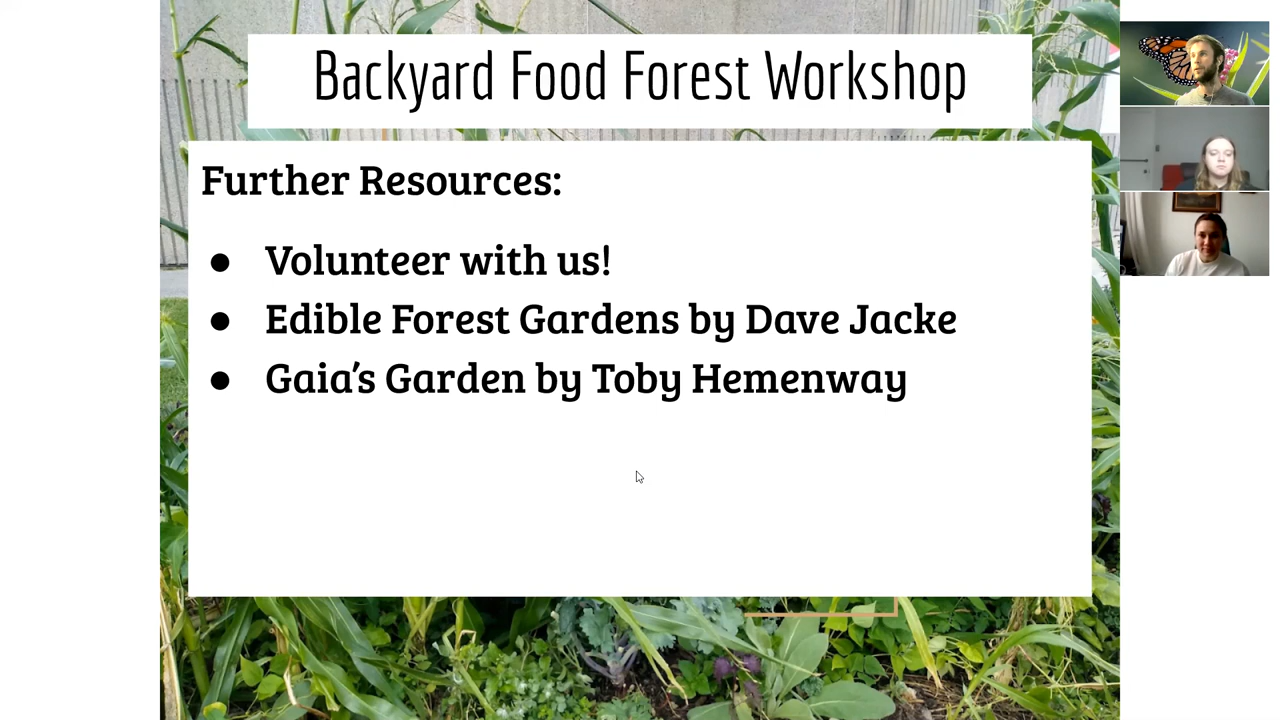 Backyard Food Forest Workshop
Further Resources:
● Volunteer with us!
● Edible Forest Gardens by Dave Jacke
● Gaia's Garden by Toby Hemenway